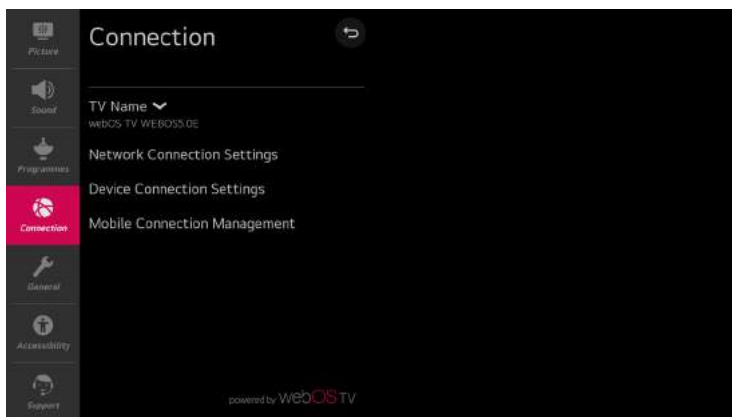 Picture
Sound
Programmes
Connection
General
Accessibility
Support
Connection
TV Name
webOS TV WEBOS5.0E
Network Connection Settings
Device Connection Settings
Mobile Connection Management
powered by webOS TV